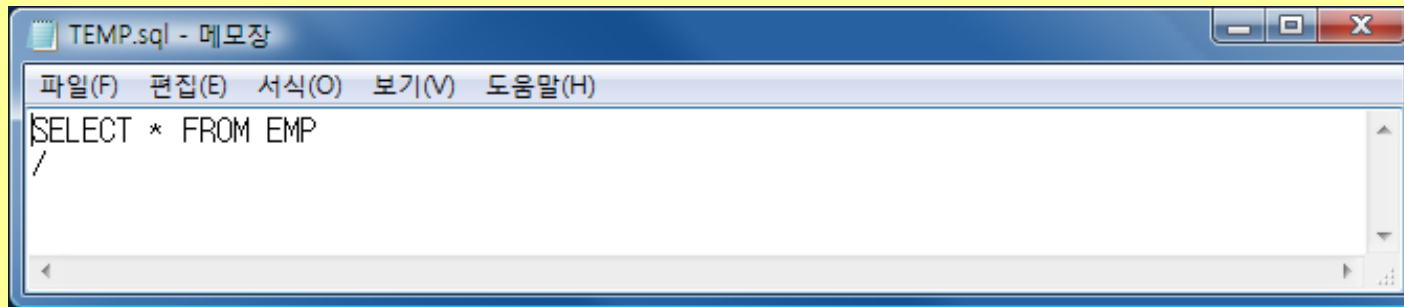 TEMP.sql - 메모장
파일(F) 편집(E) 서식(O) 보기(V) 도움말(H)
SELECT * FROM EMP
/